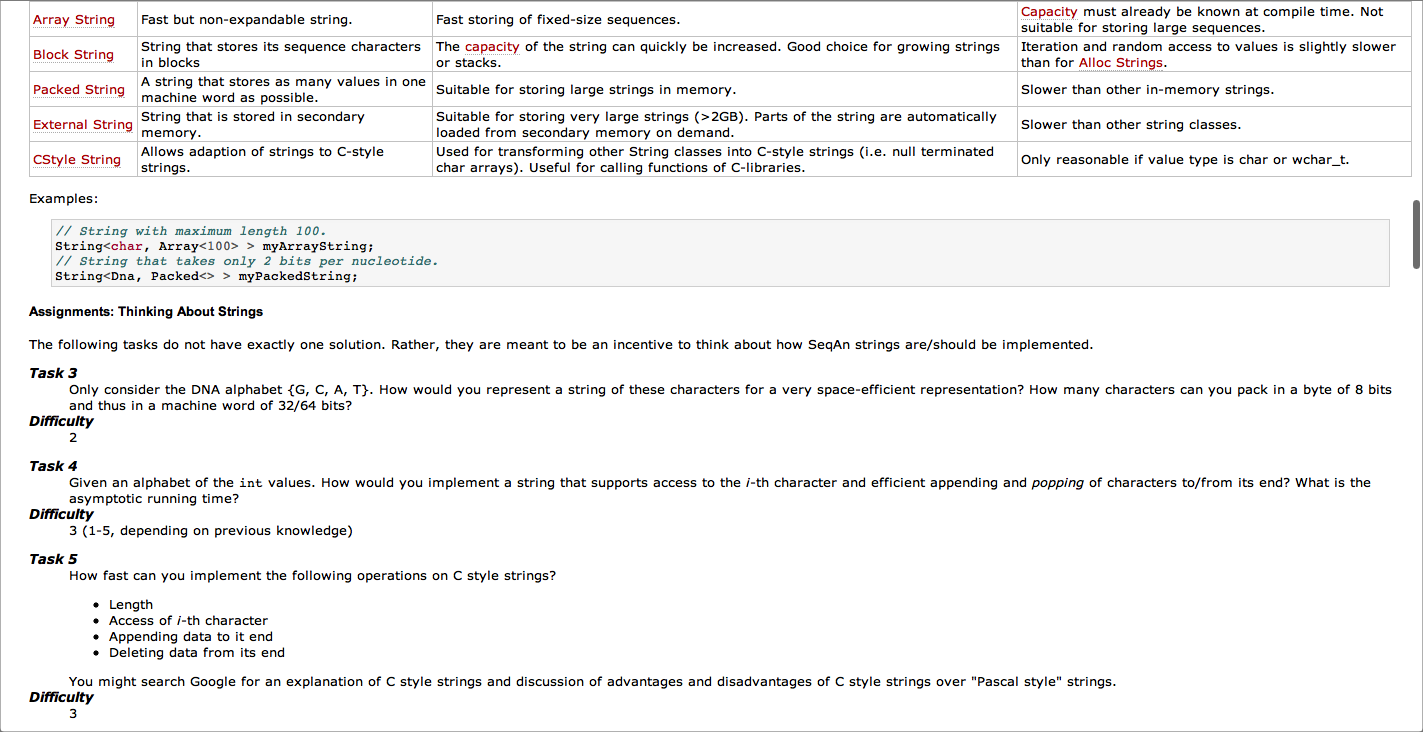 Array String Fast but non-expandable string. Fast storing of fixed-size sequences. Capacity must already be known at compile time. Not
suitable for storing large sequences.
Block String String that stores its sequence characters The capacity of the string can quickly be increased. Good choice for growing strings Iteration and random access to values is slightly slower
in blocks or stacks. than for Alloc Strings.
Packed String A string that stores as many values in one Suitable for storing large strings in memory. Slower than other in-memory strings.
machine word as possible.
External String String that is stored in secondary Suitable for storing very large strings (>2GB). Parts of the string are automatically Slower than other string classes.
memory. loaded from secondary memory on demand.
CStyle String Allows adaption of strings to C-style Used for transforming other String classes into C-style strings (i.e. null terminated Only reasonable if value type is char or wchar_t.
strings. char arrays). Useful for calling functions of C-libraries.
Examples:
// String with maximum length 100.
String<char, Array<100> > myArrayString;
// String that takes only 2 bits per nucleotide.
String<Dna, Packed<> > myPackedString;
Assignments: Thinking About Strings
The following tasks do not have exactly one solution. Rather, they are meant to be an incentive to think about how SeqAn strings are/should be implemented.
Task 3
Only consider the DNA alphabet {G, C, A, T}. How would you represent a string of these characters for a very space-efficient representation? How many characters can you pack in a byte of 8 bits
and thus in a machine word of 32/64 bits?
Difficulty
2
Task 4
Given an alphabet of the int values. How would you implement a string that supports access to the i-th character and efficient appending and popping of characters to/from its end? What is the
asymptotic running time?
Difficulty
3 (1-5, depending on previous knowledge)
Task 5
How fast can you implement the following operations on C style strings?
• Length
• Access of i-th character
• Appending data to it end
• Deleting data from its end
You might search Google for an explanation of C style strings and discussion of advantages and disadvantages of C style strings over "Pascal style" strings.
Difficulty
3